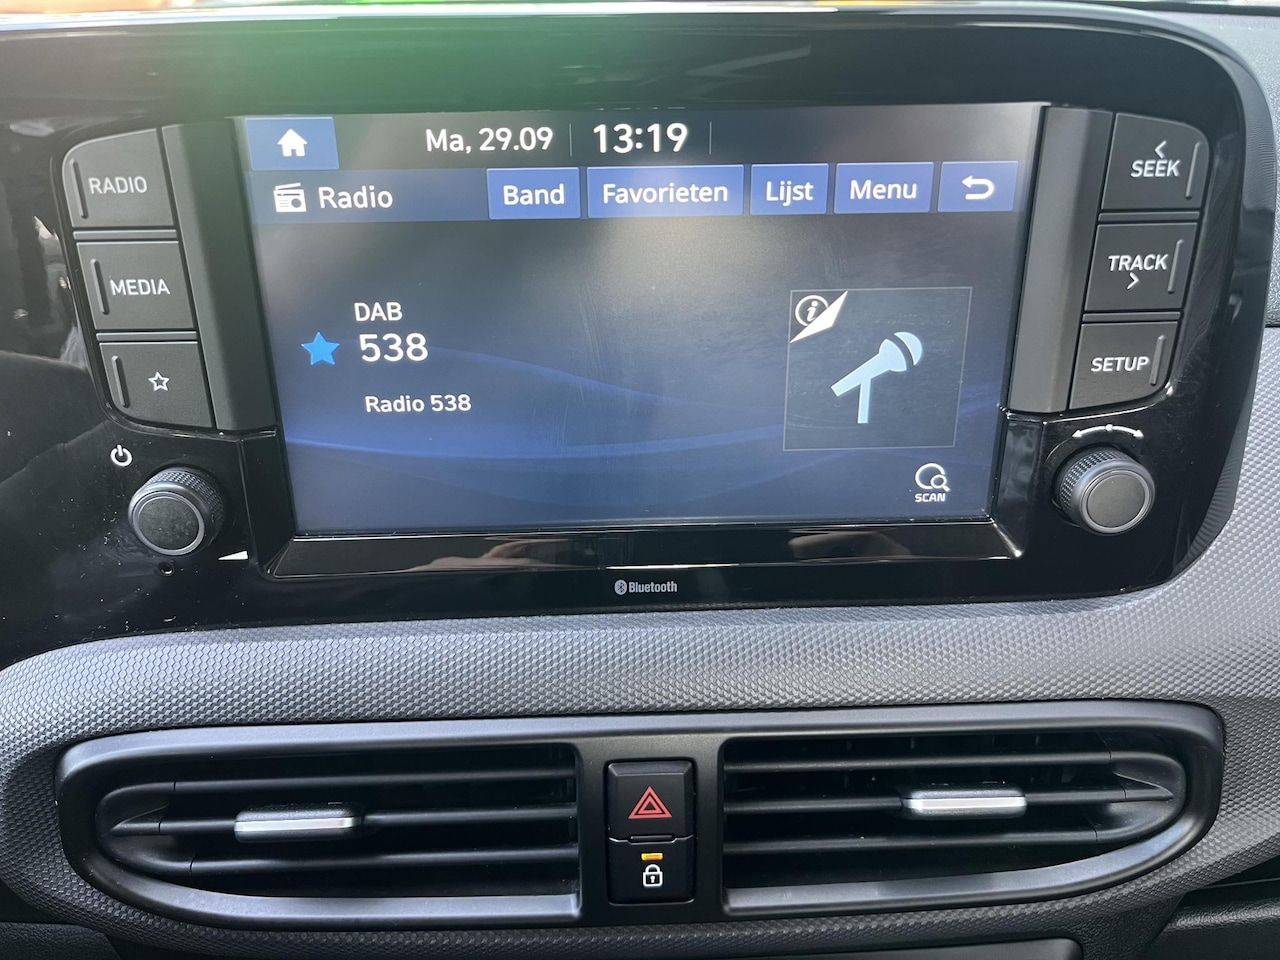 RADIO
MEDIA
Ma, 29.09 13:19
Radio Band Favorieten Lijst Menu
DAB
538
Radio 538
SCAN
SEEK
TRACK
SETUP
Bluetooth